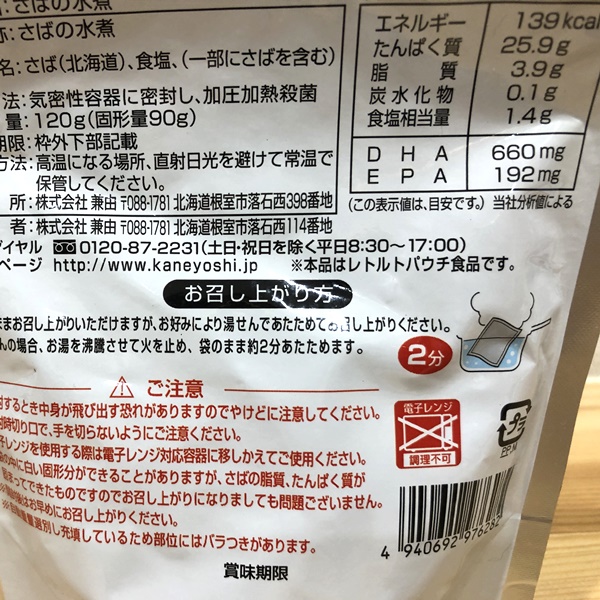 さばの水煮
さばの水煮
名:さば(北海道)、食塩、(一部にさばを含む)
法:気密性容器に密封し、加圧加熱殺菌
量:120g(固形量90g)
期限:枠外下部記載
方法:高温になる場所、直射日光を避けて常温で
保管してください。
所:株式会社 兼由 〒088-1781 北海道根室市落石西398番地
者:株式会社 兼由 〒088-1781 北海道根室市落石西114番地
ダイヤル 0120-87-2231(土日・祝日を除く平日8:30〜17:00)
ページ http://www.kaneyoshi.jp ※本品はレトルトパウチ食品です。
エネルギー 139kcal
たんぱく質 25.9g
脂質 3.9g
炭水化物 0.1g
食塩相当量 1.4g
DHA 660mg
EPA 192mg
(この表示値は、目安です。) 当社分析値による
お召し上がり方
ままお召し上がりいただけますが、お好みにより湯せんであたためてお召し上がりください。
んの場合、お湯を沸騰させて火を止め、袋のまま約2分あたためます。
2分
ご注意
封するとき中身が飛び出す恐れがありますのでやけどに注意してください。
封時切り口で、手を切らないようにご注意ください。
子レンジを使用する際は電子レンジ対応容器に移しかえてご使用ください。
の中に白い固形分ができることがありますが、さばの脂質、たんぱく質が
まってできたものですのでお召し上がりになりましても問題ございません。
後はお早めにお召し上がりください。
選別し充填しているため部位にはバラつきがあります。
電子レンジ
調理不可
プラ
PP,M
4 940692 976282
賞味期限